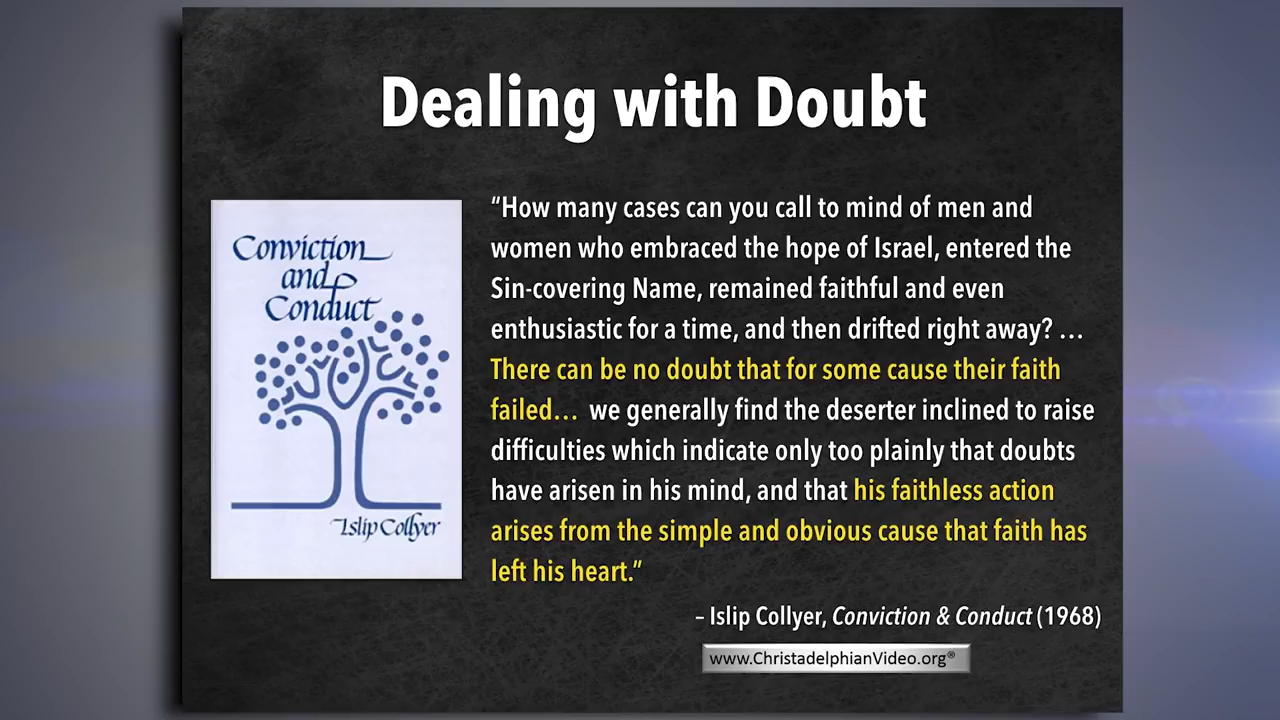 Dealing with Doubt
Conviction
and
Conduct
Islip Collyer
“How many cases can you call to mind of men and
women who embraced the hope of Israel, entered the
Sin-covering Name, remained faithful and even
enthusiastic for a time, and then drifted right away? …
There can be no doubt that for some cause their faith
failed… we generally find the deserter inclined to raise
difficulties which indicate only too plainly that doubts
have arisen in his mind, and that his faithless action
arises from the simple and obvious cause that faith has
left his heart.”
– Islip Collyer, Conviction & Conduct (1968)
www.ChristadelphianVideo.org®